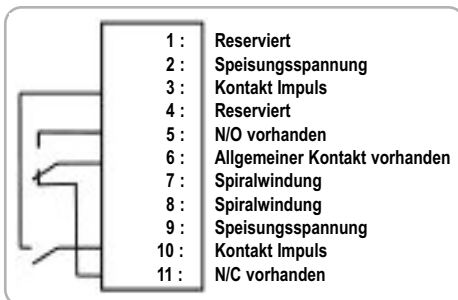 1 : Reserviert
2 : Speisungsspannung
3 : Kontakt Impuls
4 : Reserviert
5 : N/O vorhanden
6 : Allgemeiner Kontakt vorhanden
7 : Spiralwindung
8 : Spiralwindung
9 : Speisungsspannung
10 : Kontakt Impuls
11 : N/C vorhanden